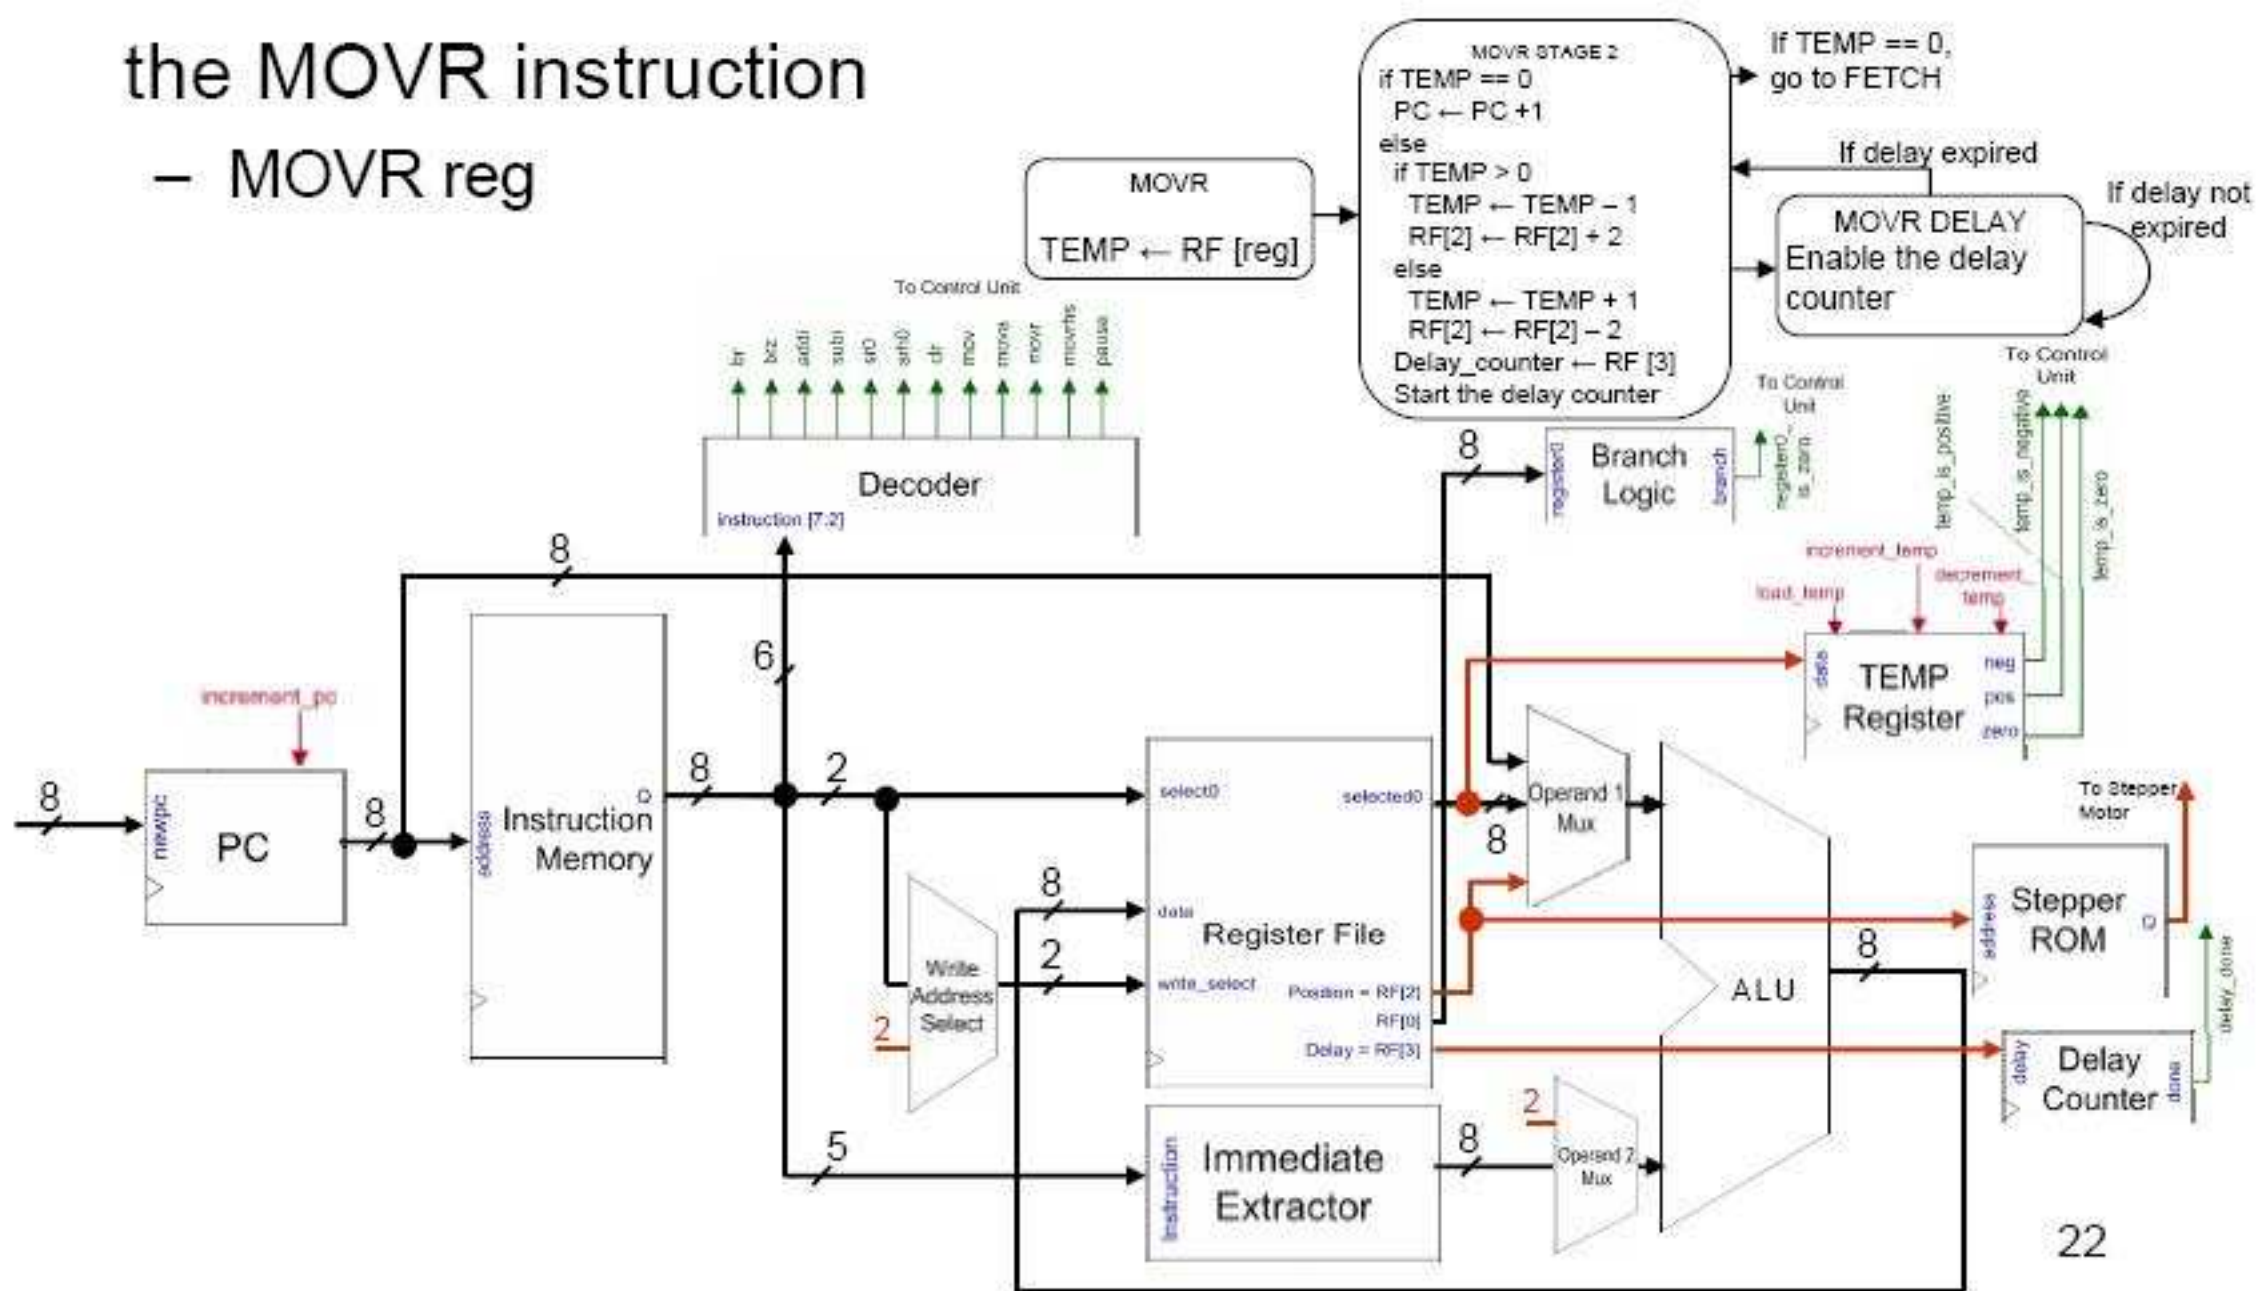 the MOVR instruction
– MOVR reg
MOVR
TEMP ← RF [reg]
MOVR STAGE 2
if TEMP == 0
PC ← PC +1
else
if TEMP > 0
TEMP ← TEMP – 1
RF[2] ← RF[2] + 2
else
TEMP ← TEMP + 1
RF[2] ← RF[2] – 2
Delay_counter ← RF [3]
Start the delay counter
If TEMP == 0,
go to FETCH
If delay expired
MOVR DELAY
Enable the delay
counter
If delay not
expired
To Control Unit
br
brz
addi
subi
sr0
srh0
clr
mov
mova
movr
movrhs
pause
Decoder
instruction [7:2]
8
register0
Branch
Logic
branch
To Control
Unit
register0_
is_zero
To Control
Unit
temp_is_positive
temp_is_negative
temp_is_zero
increment_temp
load_temp
decrement_
temp
data
TEMP
Register
neg
pos
zero
8
6
increment_pc
8
newpc
PC
8
address
Instruction
Memory
Q
8
2
select0
selected0
8
data
Register File
2
write_select
Position = RF[2]
RF[0]
Delay = RF[3]
Write
Address
Select
2
8
Operand 1
Mux
ALU
8
To Stepper
Motor
address
Stepper
ROM
Q
delay_done
delay
Delay
Counter
done
5
Instruction
Immediate
Extractor
8
2
Operand 2
Mux
22